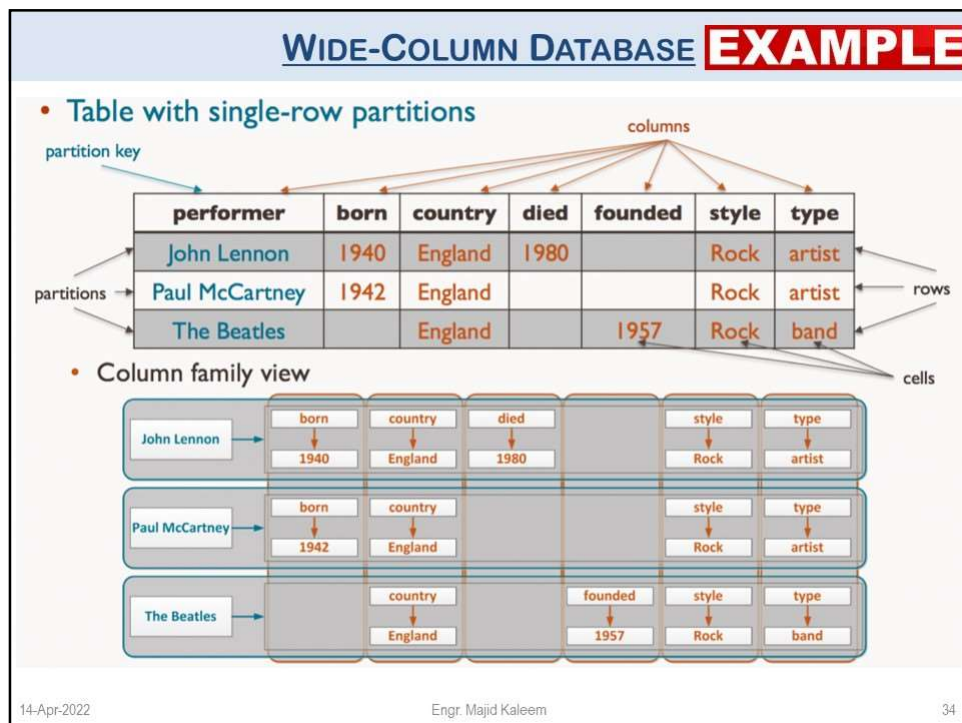 WIDE-COLUMN DATABASE EXAMPLE
• Table with single-row partitions
columns
partition key
performer born country died founded style type
John Lennon 1940 England 1980 Rock artist
partitions Paul McCartney 1942 England Rock artist rows
The Beatles England 1957 Rock band
• Column family view
cells
born country died style type
John Lennon
1940 England 1980 Rock artist
born country style type
Paul McCartney
1942 England Rock artist
country founded style type
The Beatles
England 1957 Rock band
14-Apr-2022 Engr. Majid Kaleem 34